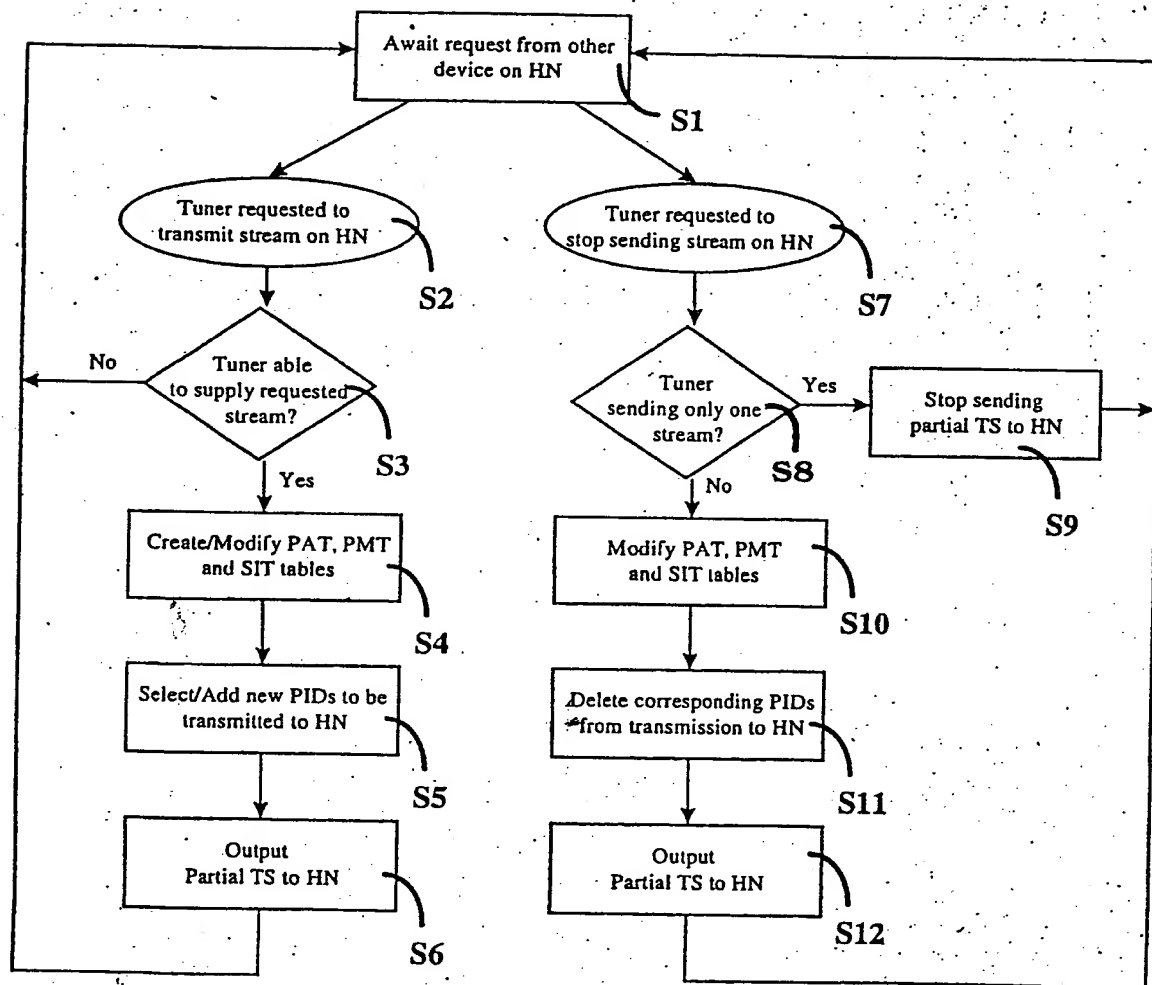 Await request from other
device on HN
S1
Tuner requested to
transmit stream on HN
S2
Tuner requested to
stop sending stream on HN
S7
No
Tuner able
to supply requested
stream?
S3
Yes
Tuner
sending only one
stream?
S8
Yes
No
Stop sending
partial TS to HN
S9
Create/Modify PAT, PMT
and SIT tables
S4
Modify PAT, PMT
and SIT tables
S10
Select/Add new PIDs to be
transmitted to HN
S5
Delete corresponding PIDs
from transmission to HN
S11
Output
Partial TS to HN
S6
Output
Partial TS to HN
S12